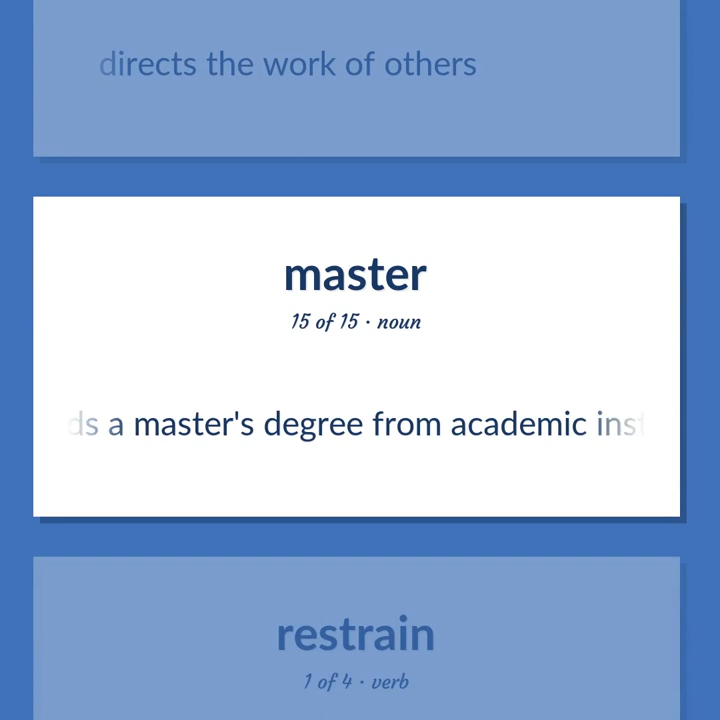 directs the work of others
master
15 of 15 · noun
a master's degree from academic
restrain
1 of 4 · verb